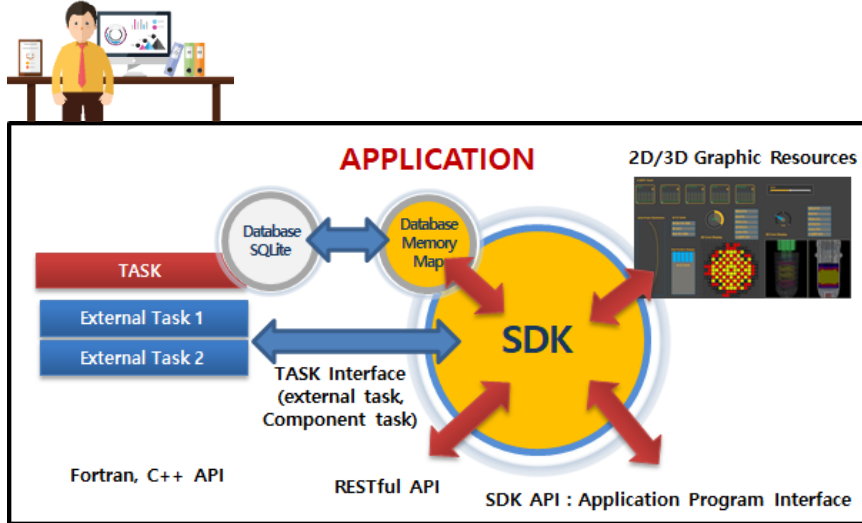 APPLICATION
2D/3D Graphic Resources
Database
SQLite
Database
Memory
Map
TASK
External Task 1
External Task 2
SDK
TASK Interface
(external task,
Component task)
Fortran, C++ API
RESTful API
SDK API : Application Program Interface